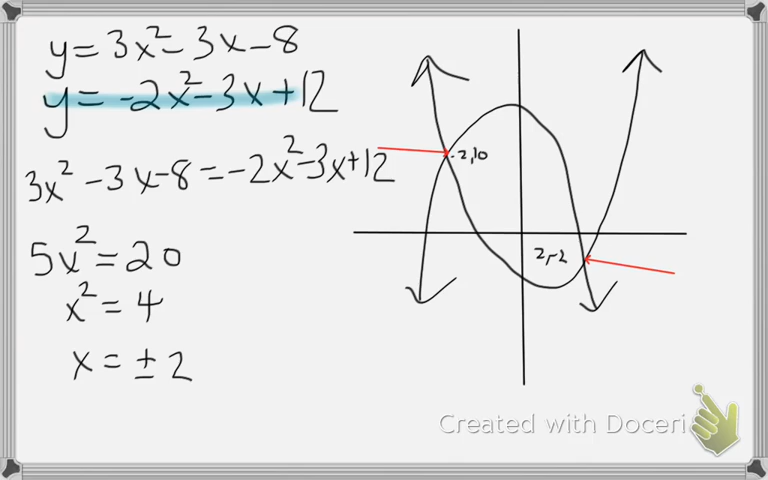 y = 3x² - 3x - 8
y = -2x² - 3x + 12
3x² - 3x - 8 = -2x² - 3x + 12
5x² = 20
x² = 4
x = ± 2
-2,10
2,-2
Created with Doceri